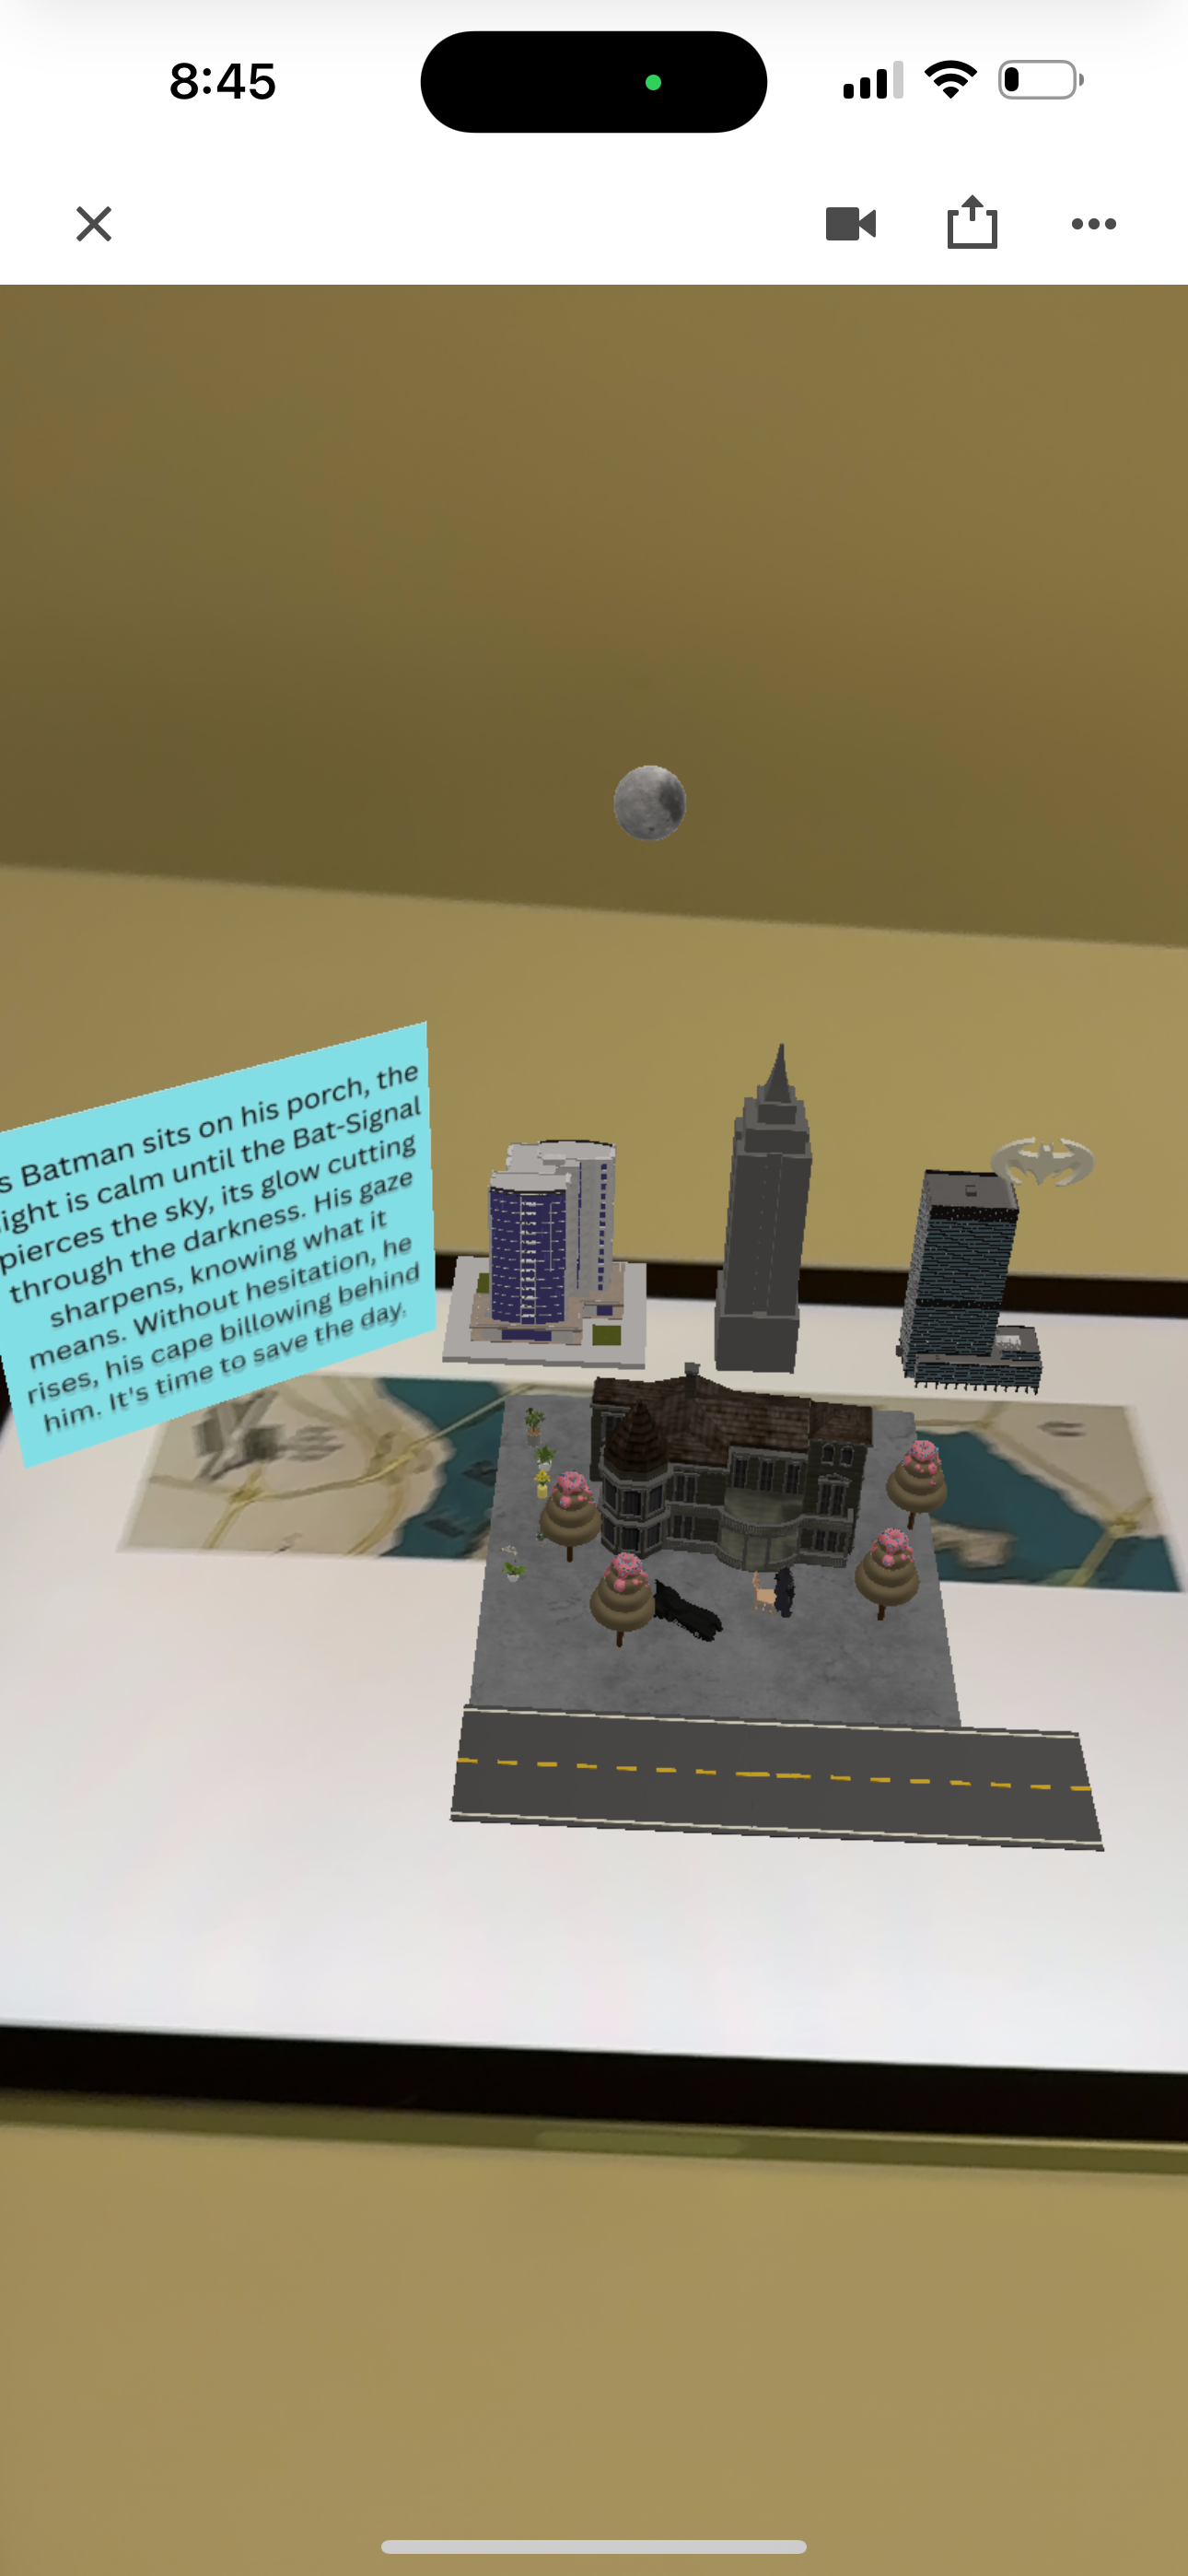 8:45
s Batman sits on his porch, the
ight is calm until the Bat-Signal
pierces the sky, its glow cutting
through the darkness. His gaze
sharpens, knowing what it
means. Without hesitation, he
rises, his cape billowing behind
him. It's time to save the day.